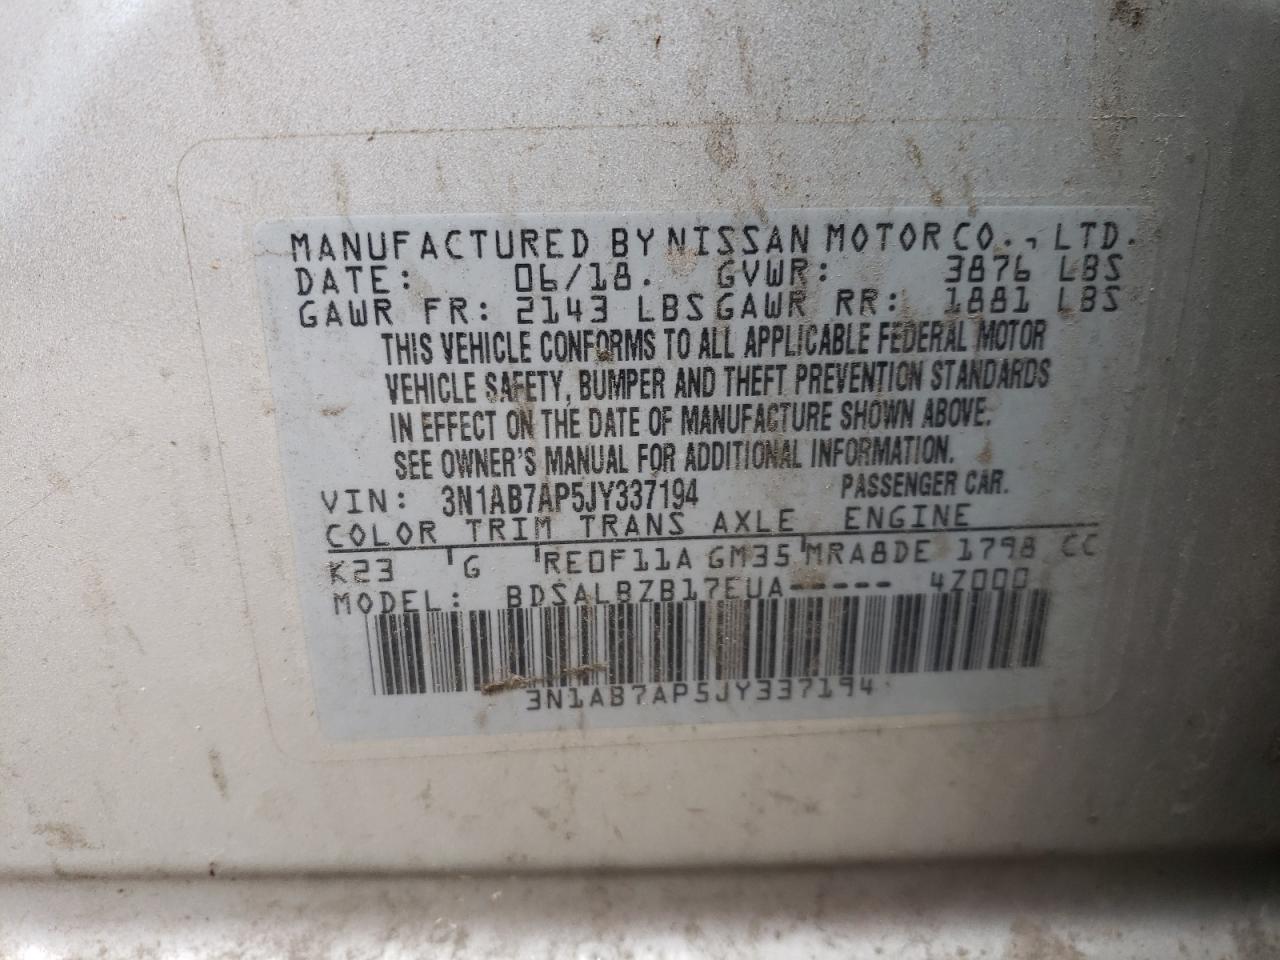 MANUFACTURED BY NISSAN MOTOR CO., LTD.
DATE: 06/18. GVWR: 3876 LBS
GAWR FR: 2143 LBS GAWR RR: 1881 LBS
THIS VEHICLE CONFORMS TO ALL APPLICABLE FEDERAL MOTOR
VEHICLE SAFETY, BUMPER AND THEFT PREVENTION STANDARDS
IN EFFECT ON THE DATE OF MANUFACTURE SHOWN ABOVE.
SEE OWNER'S MANUAL FOR ADDITIONAL INFORMATION.
VIN: 3N1AB7AP5JY337194 PASSENGER CAR.
COLOR TRIM TRANS AXLE ENGINE
K23 G RE0F11A GM35 MRA8DE 1798 CC
MODEL: BDSALBZB17EUA----- 4Z000
3N1AB7AP5JY337194